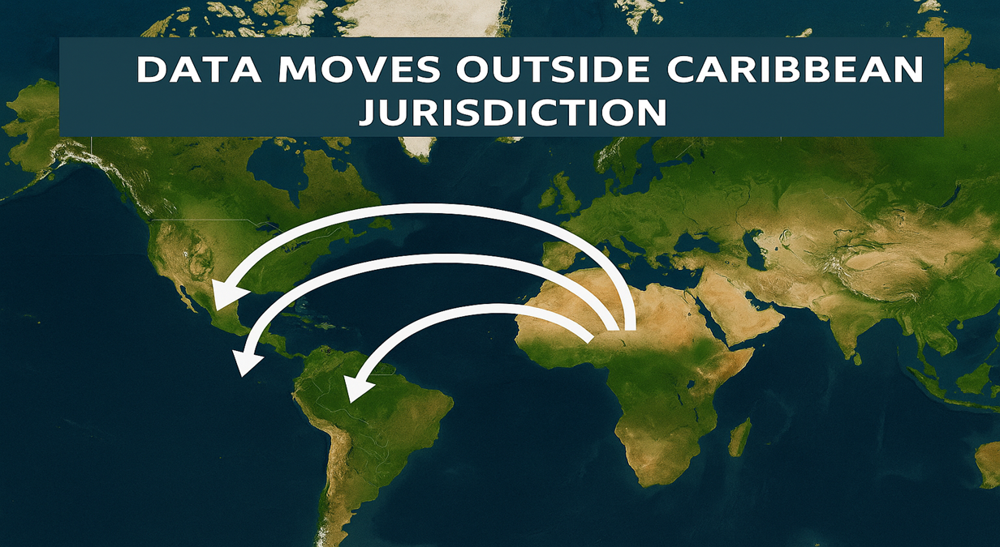 DATA MOVES OUTSIDE CARIBBEAN
JURISDICTION